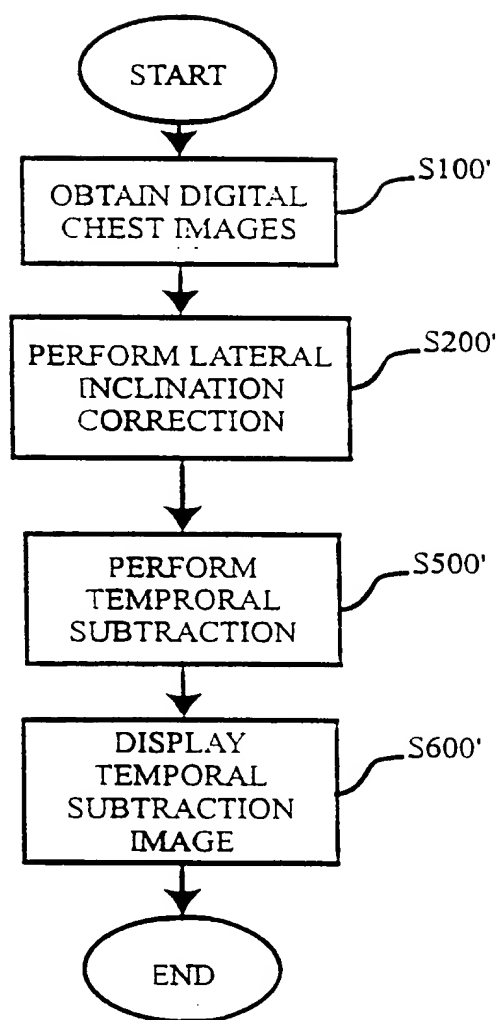 START
OBTAIN DIGITAL
CHEST IMAGES
S100'
PERFORM LATERAL
INCLINATION
CORRECTION
S200'
PERFORM
TEMPRORAL
SUBTRACTION
S500'
DISPLAY
TEMPORAL
SUBTRACTION
IMAGE
S600'
END